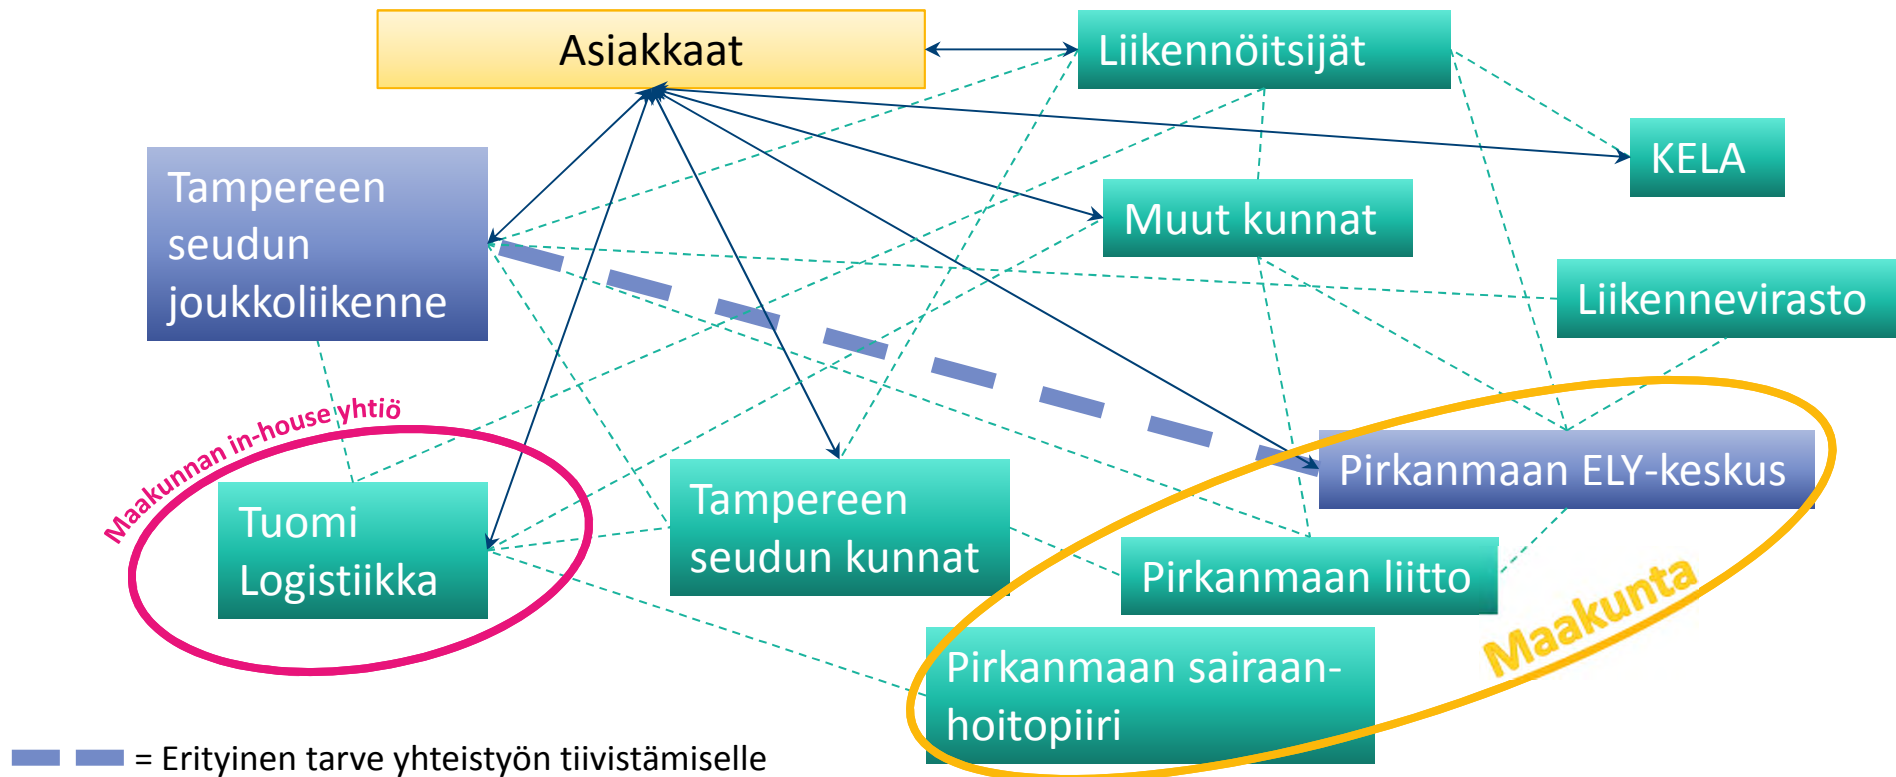 Asiakkaat
Liikennöitsijät
KELA
Tampereen
seudun
joukkoliikenne
Muut kunnat
Liikennevirasto
Maakunnan in-house yhtiö
Pirkanmaan ELY-keskus
Tuomi
Logistiikka
Tampereen
seudun kunnat
Pirkanmaan liitto
Maakunta
Pirkanmaan sairaan-
hoitopiiri
= Erityinen tarve yhteistyön tiivistämiselle